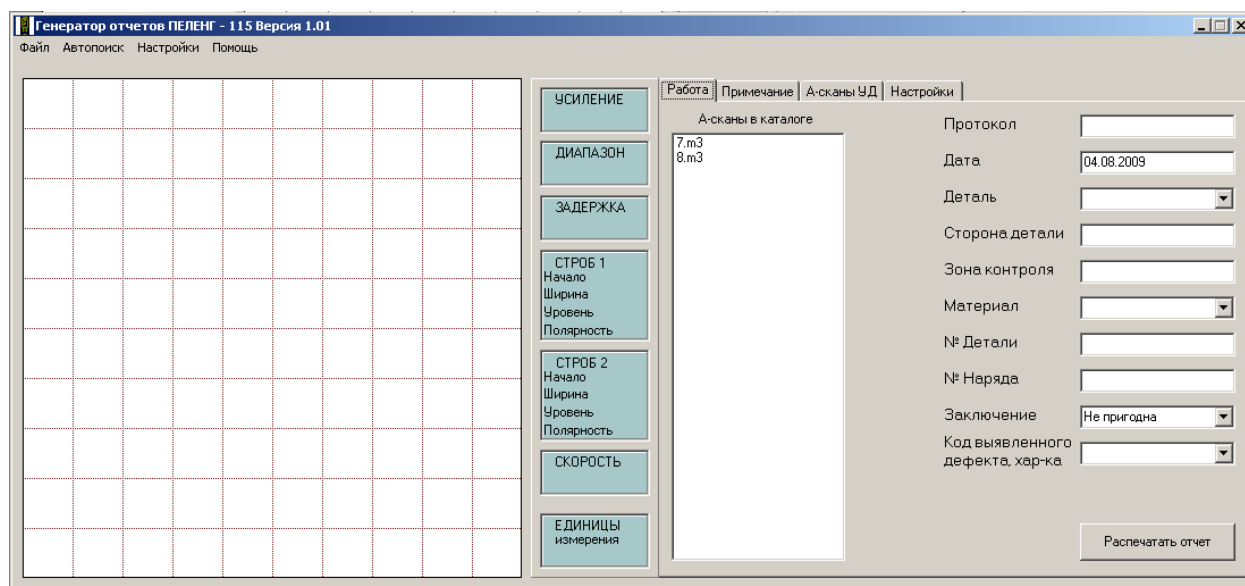 Генератор отчетов ПЕЛЕНГ - 115 Версия 1.01
Файл Автопоиск Настройки Помощь
УСИЛЕНИЕ
ДИАПАЗОН
ЗАДЕРЖКА
СТРОБ 1
Начало
Ширина
Уровень
Полярность
СТРОБ 2
Начало
Ширина
Уровень
Полярность
СКОРОСТЬ
ЕДИНИЦЫ
измерения
Работа Примечание А-сканы УД Настройки
А-сканы в каталоге
7.m3
8.m3
Протокол
Дата 04.08.2009
Деталь
Сторона детали
Зона контроля
Материал
№ Детали
№ Наряда
Заключение Не пригодна
Код выявленного
дефекта, хар-ка
Распечатать отчет